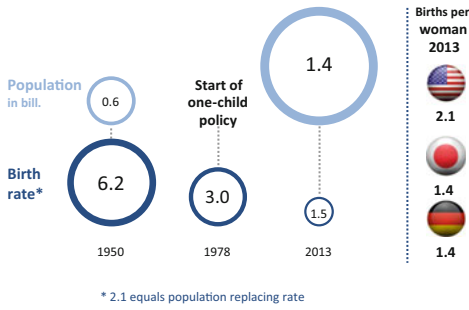 Population
in bill.
0.6
Start of
one-child
policy
1.4
Birth
rate*
6.2
3.0
1.5
1950
1978
2013
* 2.1 equals population replacing rate
Births per
woman
2013
2.1
1.4
1.4